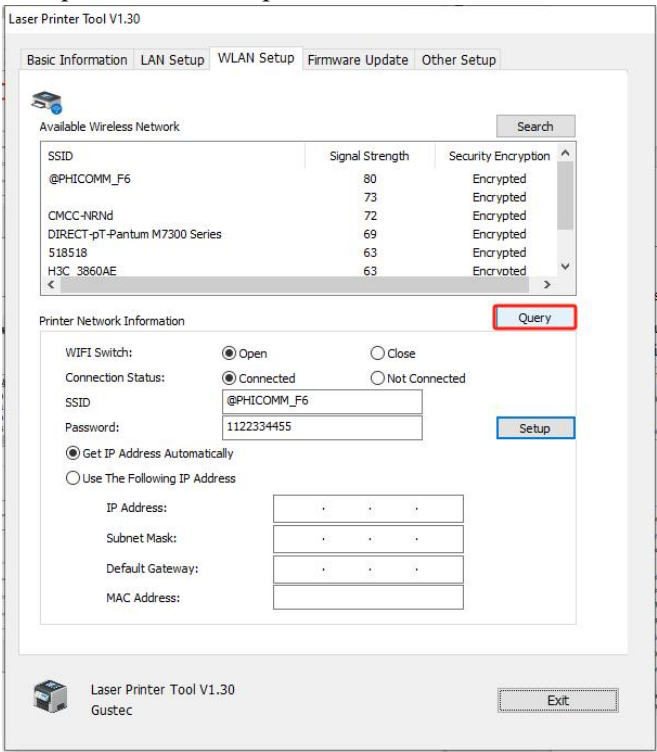 Laser Printer Tool V1.30
Basic Information LAN Setup WLAN Setup Firmware Update Other Setup
Available Wireless Network Search
SSID Signal Strength Security Encryption
@PHICOMM_F6 80 Encrypted
73 Encrypted
CMCC-NRNd 72 Encrypted
DIRECT-pT-Pantum M7300 Series 69 Encrypted
518518 63 Encrypted
H3C_3860AE 63 Encrypted
Printer Network Information Query
WIFI Switch: Open Close
Connection Status: Connected Not Connected
SSID @PHICOMM_F6
Password: 1122334455 Setup
Get IP Address Automatically
Use The Following IP Address
IP Address: . . .
Subnet Mask: . . .
Default Gateway: . . .
MAC Address:
Laser Printer Tool V1.30
Gustec
Exit